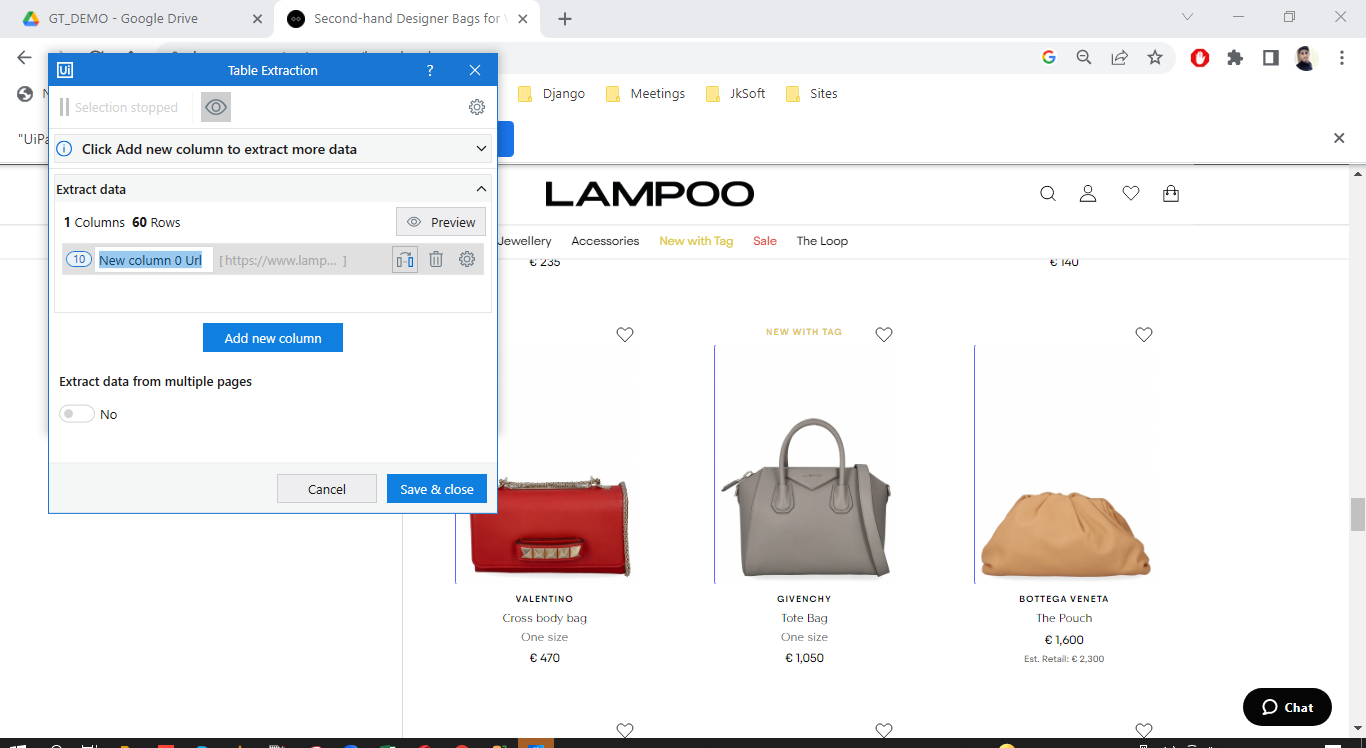 GT_DEMO - Google Drive
Second-hand Designer Bags for
Ui Table Extraction ?
Selection stopped
Django Meetings JkSoft Sites
"UiPa
Click Add new column to extract more data
Extract data
1 Columns 60 Rows Preview
10 New column 0 Url [https://www.lamp... ]
Add new column
Extract data from multiple pages
No
Cancel Save & close
LAMPOO
Jewellery Accessories New with Tag Sale The Loop
€ 235 € 140
NEW WITH TAG
VALENTINO
Cross body bag
One size
€ 470
GIVENCHY
Tote Bag
One size
€ 1,050
BOTTEGA VENETA
The Pouch
€ 1,600
Est. Retail: € 2,300
Chat